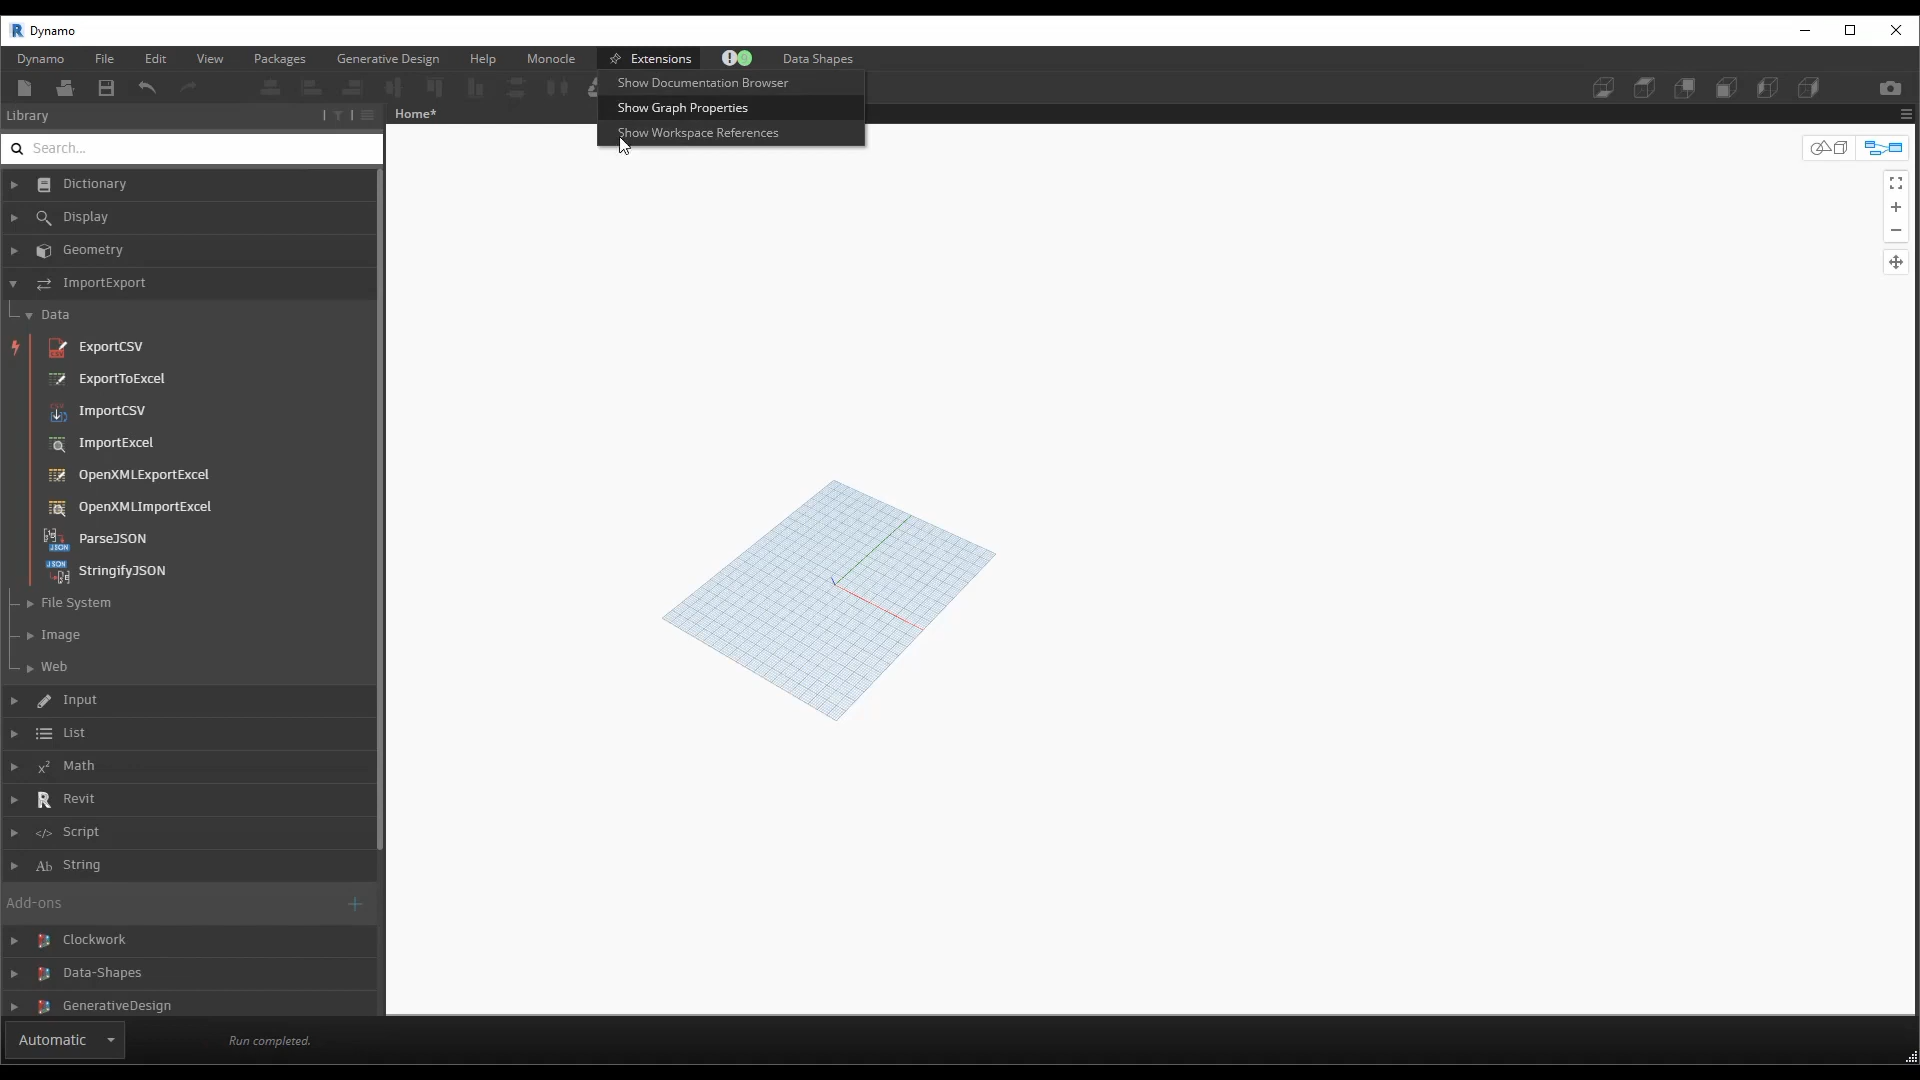 Dynamo
Dynamo File Edit View Packages Generative Design Help Monocle Extensions Data Shapes
Show Documentation Browser
Show Graph Properties
Show Workspace References
Library
Home*
Search...
Dictionary
Display
Geometry
ImportExport
Data
ExportCSV
ExportToExcel
ImportCSV
ImportExcel
OpenXMLExportExcel
OpenXMLImportExcel
ParseJSON
StringifyJSON
File System
Image
Web
Input
List
Math
Revit
Script
String
Add-ons
Clockwork
Data-Shapes
GenerativeDesign
Automatic
Run completed.